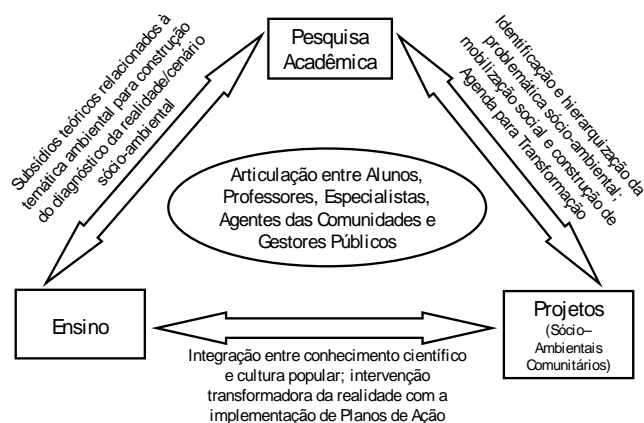 Pesquisa
Acadêmica
Subsídios teóricos relacionados à
temática ambiental para construção
do diagnóstico da realidade/cenário
sócio-ambiental
Identificação e hierarquização da
problemática sócio-ambiental;
mobilização social e construção de
Agenda para Transformação
Articulação entre Alunos,
Professores, Especialistas,
Agentes das Comunidades e
Gestores Públicos
Ensino
Projetos
(Sócio–
Ambientais
Comunitários)
Integração entre conhecimento científico
e cultura popular; intervenção
transformadora da realidade com a
implementação de Planos de Ação